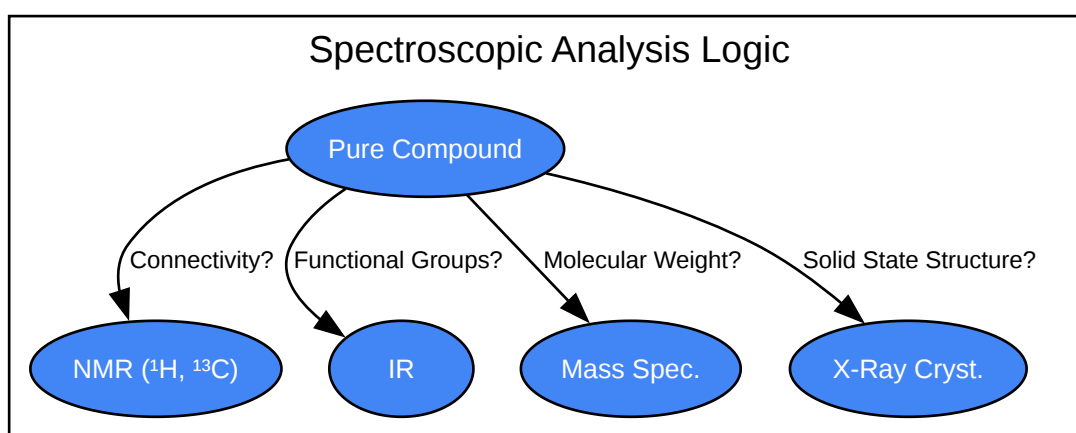 Spectroscopic Analysis Logic
Pure Compound
Connectivity?
Functional Groups?
Molecular Weight?
Solid State Structure?
NMR (¹H, ¹³C)
IR
Mass Spec.
X-Ray Cryst.